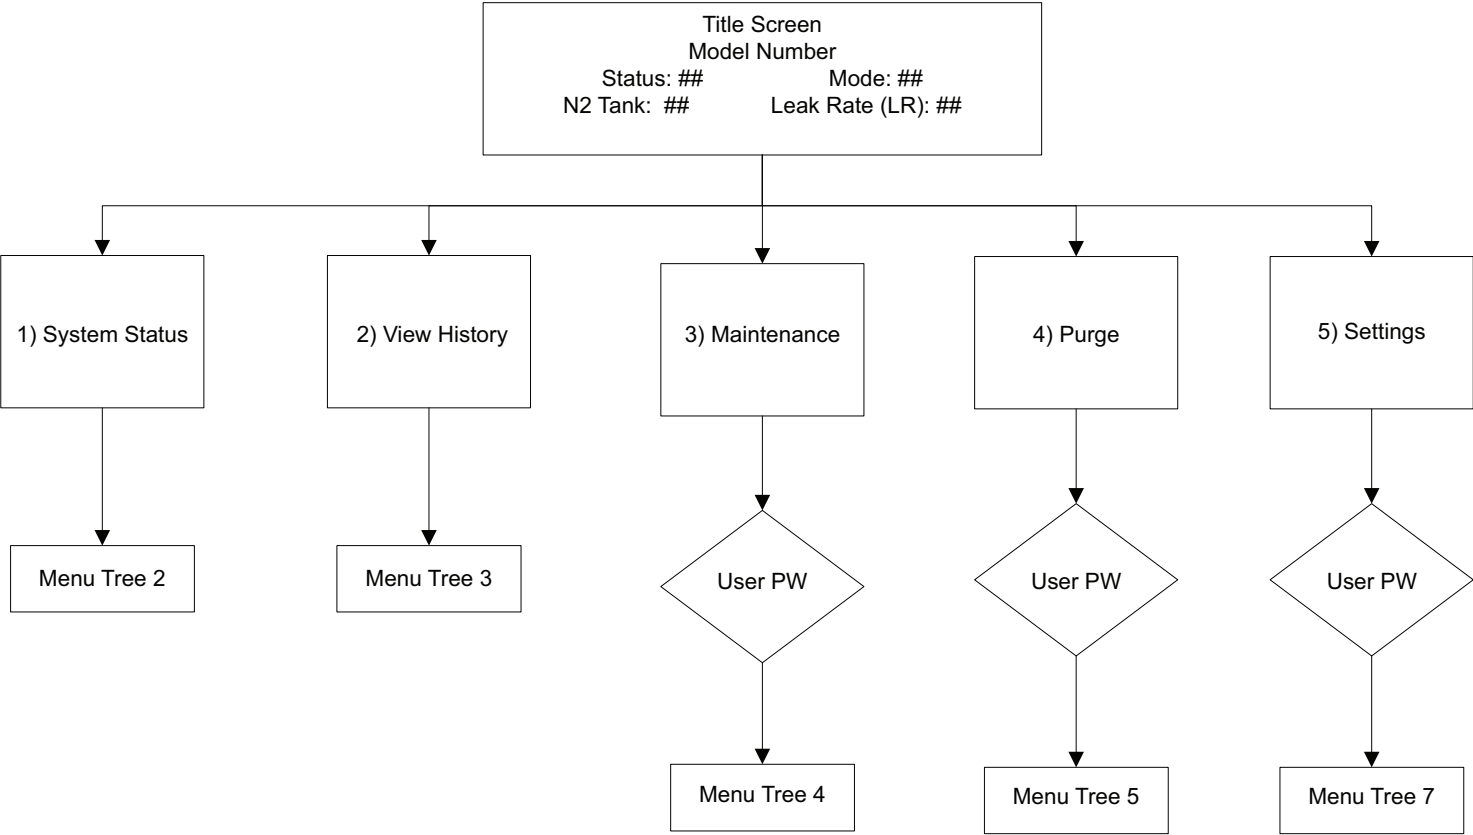 Title Screen
Model Number
Status: ## Mode: ##
N2 Tank: ## Leak Rate (LR): ##
1) System Status
2) View History
3) Maintenance
4) Purge
5) Settings
Menu Tree 2
Menu Tree 3
User PW
User PW
User PW
Menu Tree 4
Menu Tree 5
Menu Tree 7